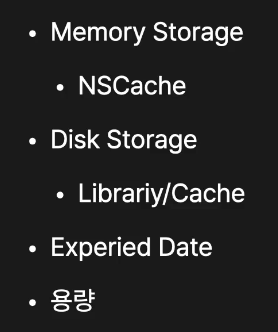 • Memory Storage
• NSCache
• Disk Storage
• Librariy/Cache
• Experied Date
• 용량